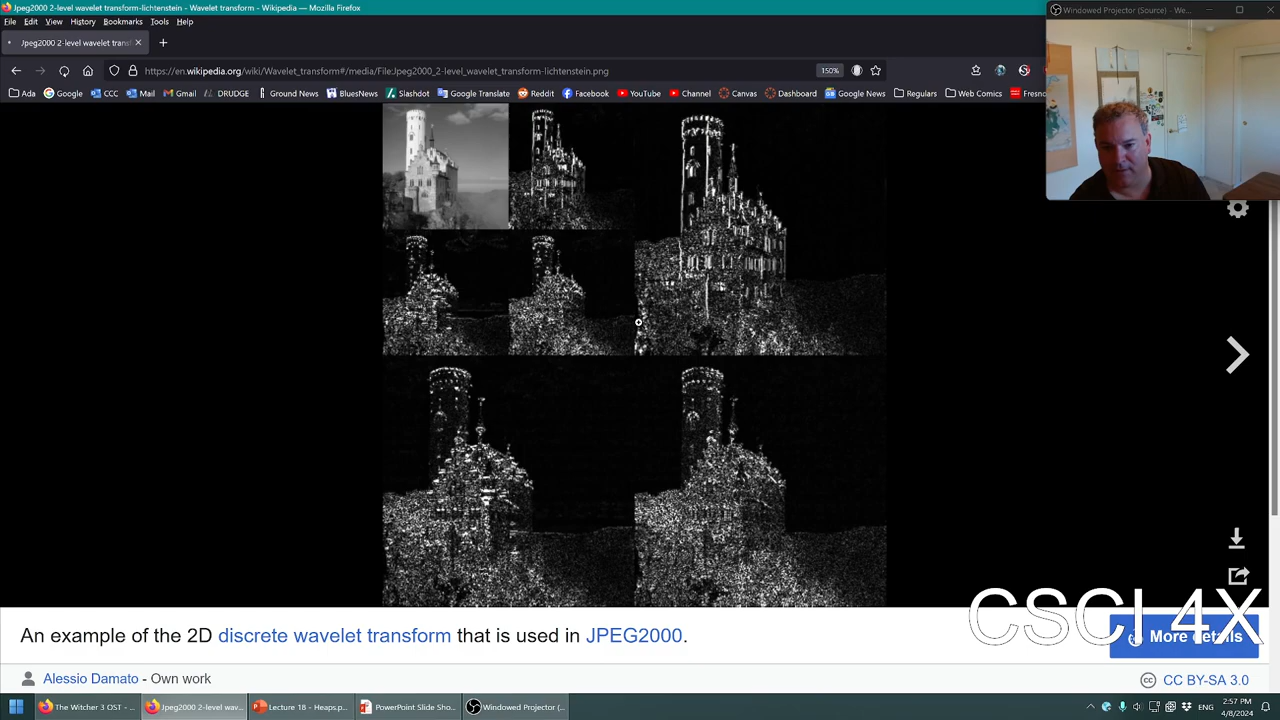 Jpeg2000 2-level wavelet transform-lichtenstein - Wavelet transform - Wikipedia — Mozilla Firefox
Windowed Projector (Source) - We...
File Edit View History Bookmarks Tools Help
Jpeg2000 2-level wavelet transf
https://en.wikipedia.org/wiki/Wavelet_transform#/media/File:Jpeg2000_2-level_wavelet_transform-lichtenstein.png
150%
Ada Google CCC Mail Gmail DRUDGE Ground News BluesNews Slashdot Google Translate Reddit Facebook YouTube Channel Canvas Dashboard Google News Regulars Web Comics Fresno
An example of the 2D discrete wavelet transform that is used in JPEG2000.
CSCI 4X
More details
Alessio Damato - Own work
CC BY-SA 3.0
The Witcher 3 OST - ...
Jpeg2000 2-level wav...
Lecture 18 - Heaps.p...
PowerPoint Slide Sho...
Windowed Projector (...
ENG
2:57 PM
4/8/2024